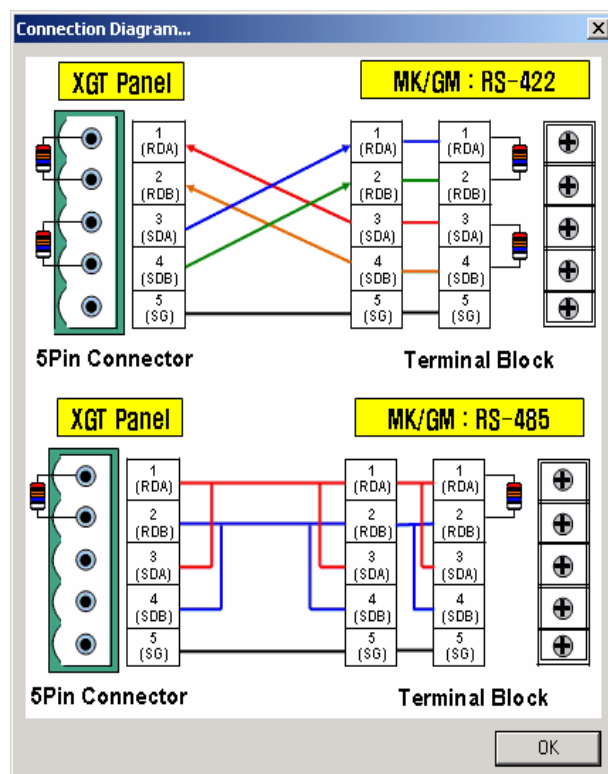 Connection Diagram...
XGT Panel
MK/GM : RS-422
1 (RDA)
2 (RDB)
3 (SDA)
4 (SDB)
5 (SG)
1 (RDA)
2 (RDB)
3 (SDA)
4 (SDB)
5 (SG)
1 (RDA)
2 (RDB)
3 (SDA)
4 (SDB)
5 (SG)
5Pin Connector
Terminal Block
XGT Panel
MK/GM : RS-485
1 (RDA)
2 (RDB)
3 (SDA)
4 (SDB)
5 (SG)
1 (RDA)
2 (RDB)
3 (SDA)
4 (SDB)
5 (SG)
1 (RDA)
2 (RDB)
3 (SDA)
4 (SDB)
5 (SG)
5Pin Connector
Terminal Block
OK